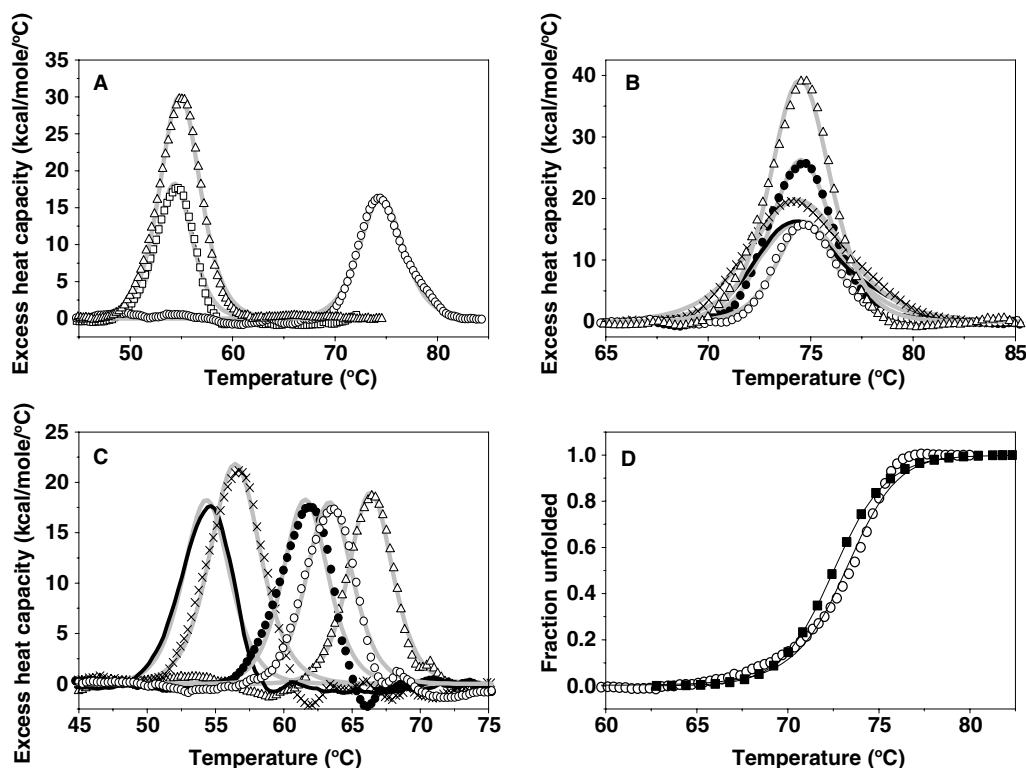 A
Excess heat capacity (kcal/mole/ºC)
35
30
25
20
15
10
5
0
50 60 70 80
Temperature (ºC)
B
Excess heat capacity (kcal/mole/ºC)
40
30
20
10
0
65 70 75 80 85
Temperature (ºC)
C
Excess heat capacity (kcal/mole/ºC)
25
20
15
10
5
0
45 50 55 60 65 70 75
Temperature (ºC)
D
Fraction unfolded
1.0
0.8
0.6
0.4
0.2
0.0
60 65 70 75 80
Temperature (ºC)